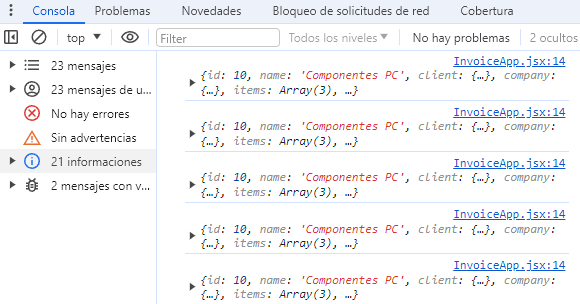 Consola Problemas Novedades Bloqueo de solicitudes de red Cobertura
top Filter Todos los niveles No hay problemas 2 ocultos
23 mensajes
23 mensajes de u...
No hay errores
Sin advertencias
21 informaciones
2 mensajes con v...
InvoiceApp.jsx:14
{id: 10, name: 'Componentes PC', client: {…}, company:
{…}, items: Array(3), …}
InvoiceApp.jsx:14
{id: 10, name: 'Componentes PC', client: {…}, company:
{…}, items: Array(3), …}
InvoiceApp.jsx:14
{id: 10, name: 'Componentes PC', client: {…}, company:
{…}, items: Array(3), …}
InvoiceApp.jsx:14
{id: 10, name: 'Componentes PC', client: {…}, company:
{…}, items: Array(3), …}
InvoiceApp.jsx:14
{id: 10, name: 'Componentes PC', client: {…}, company:
{…}, items: Array(3), …}